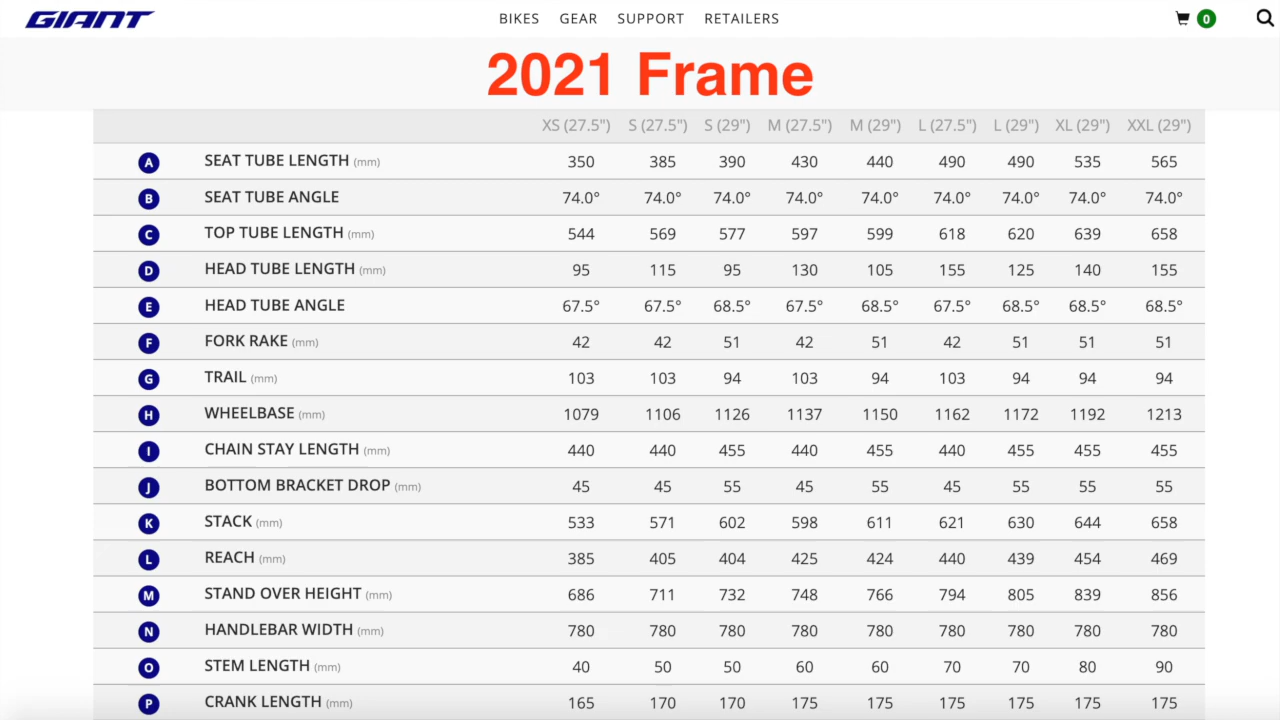 GIANT BIKES GEAR SUPPORT RETAILERS 0
2021 Frame
XS (27.5") S (27.5") S (29") M (27.5") M (29") L (27.5") L (29") XL (29") XXL (29")
A SEAT TUBE LENGTH (mm) 350 385 390 430 440 490 490 535 565
B SEAT TUBE ANGLE 74.0° 74.0° 74.0° 74.0° 74.0° 74.0° 74.0° 74.0° 74.0°
C TOP TUBE LENGTH (mm) 544 569 577 597 599 618 620 639 658
D HEAD TUBE LENGTH (mm) 95 115 95 130 105 155 125 140 155
E HEAD TUBE ANGLE 67.5° 67.5° 68.5° 67.5° 68.5° 67.5° 68.5° 68.5° 68.5°
F FORK RAKE (mm) 42 42 51 42 51 42 51 51 51
G TRAIL (mm) 103 103 94 103 94 103 94 94 94
H WHEELBASE (mm) 1079 1106 1126 1137 1150 1162 1172 1192 1213
I CHAIN STAY LENGTH (mm) 440 440 455 440 455 440 455 455 455
J BOTTOM BRACKET DROP (mm) 45 45 55 45 55 45 55 55 55
K STACK (mm) 533 571 602 598 611 621 630 644 658
L REACH (mm) 385 405 404 425 424 440 439 454 469
M STAND OVER HEIGHT (mm) 686 711 732 748 766 794 805 839 856
N HANDLEBAR WIDTH (mm) 780 780 780 780 780 780 780 780 780
O STEM LENGTH (mm) 40 50 50 60 60 70 70 80 90
P CRANK LENGTH (mm) 165 170 170 175 175 175 175 175 175